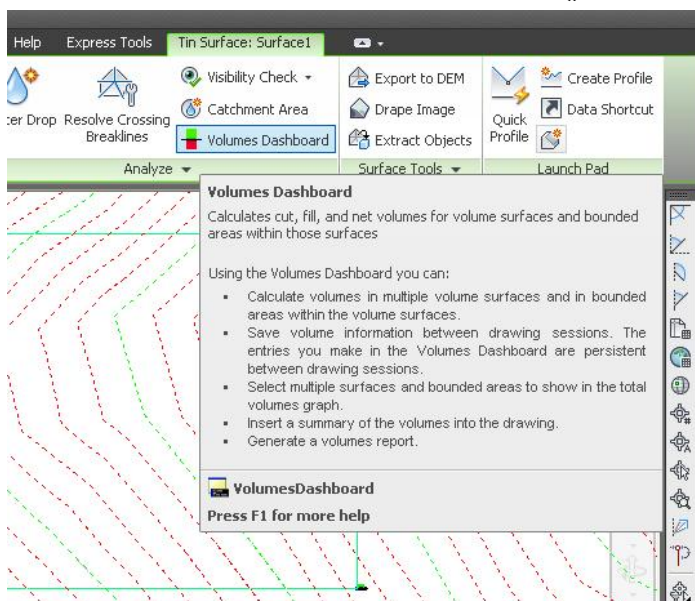 Help Express Tools Tin Surface: Surface1
Visibility Check
Export to DEM
Create Profile
Drop Resolve Crossing Breaklines
Catchment Area
Drape Image
Quick Profile
Data Shortcut
Volumes Dashboard
Extract Objects
Analyze
Surface Tools
Launch Pad
Volumes Dashboard
Calculates cut, fill, and net volumes for volume surfaces and bounded
areas within those surfaces
Using the Volumes Dashboard you can:
▪ Calculate volumes in multiple volume surfaces and in bounded
areas within the volume surfaces.
▪ Save volume information between drawing sessions. The
entries you make in the Volumes Dashboard are persistent
between drawing sessions.
▪ Select multiple surfaces and bounded areas to show in the total
volumes graph.
▪ Insert a summary of the volumes into the drawing.
▪ Generate a volumes report.
VolumesDashboard
Press F1 for more help